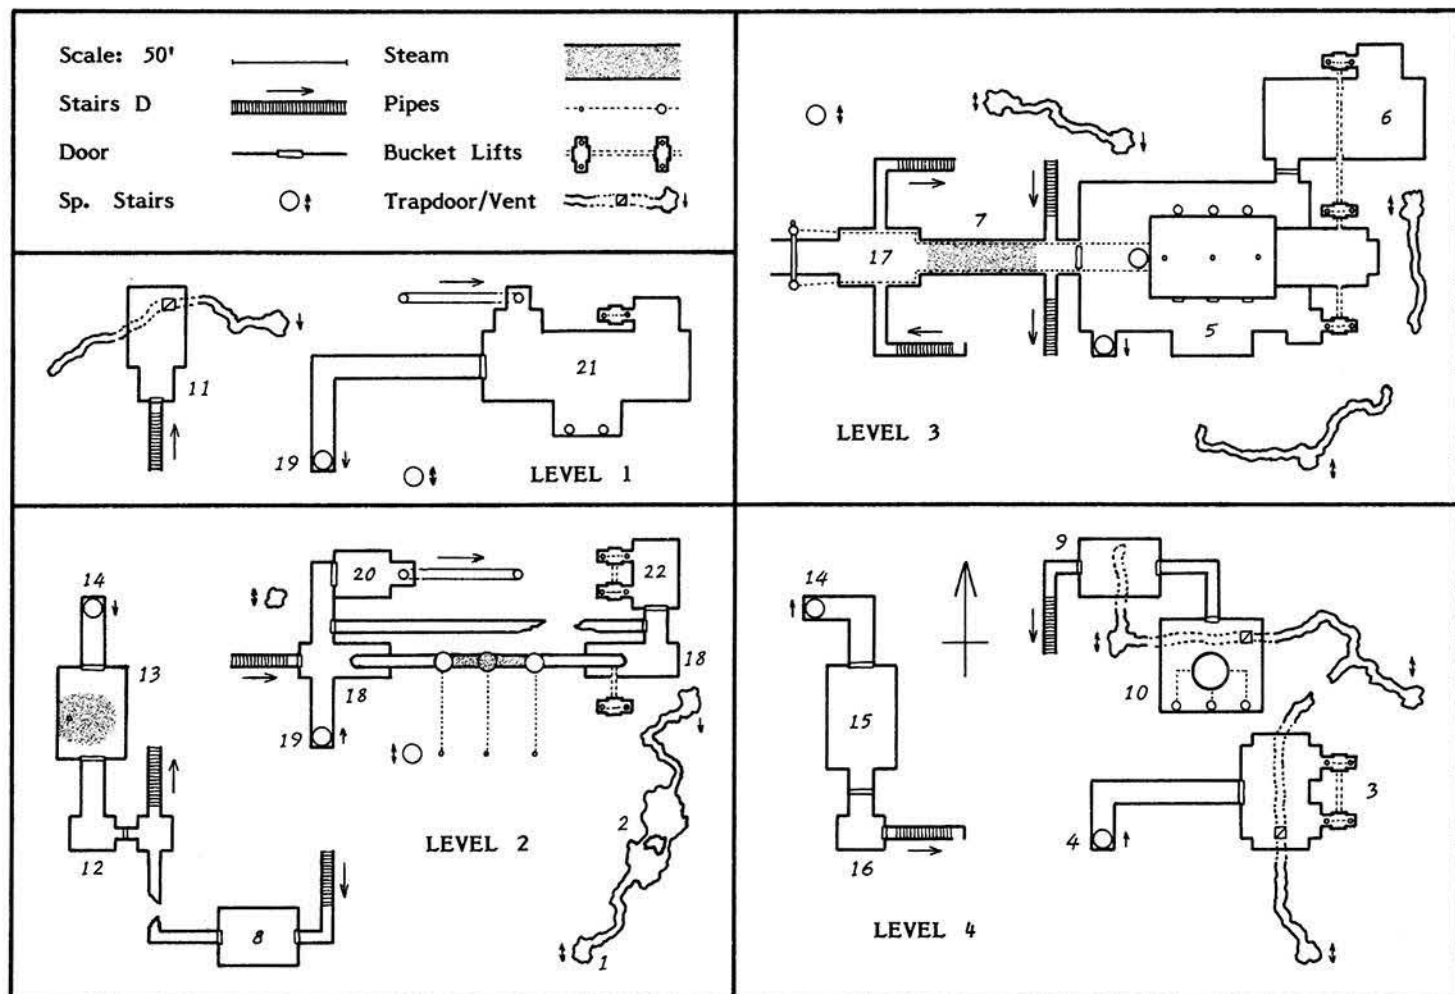 Scale: 50'
Steam
Stairs D
Pipes
Door
Bucket Lifts
Sp. Stairs
Trapdoor/Vent
11
21
19
LEVEL 1
6
7
17
5
LEVEL 3
14
20
22
13
18
18
19
2
LEVEL 2
12
8
1
9
14
10
15
3
4
16
LEVEL 4